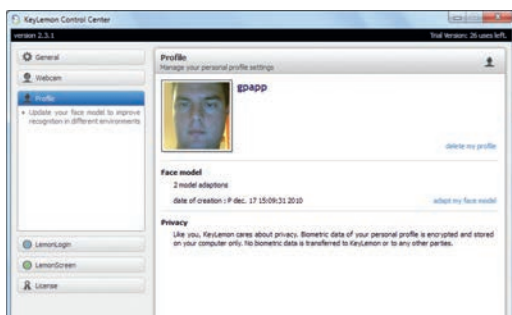 KeyLemon Control Center
version 2.3.1
Trial Version: 26 uses left.
General
Webcam
Profile
Update your face model to improve
recognition in different environments
LemonLogin
LemonScreen
License
Profile
Manage your personal profile settings
gpapp
delete my profile
Face model
2 model adaptions
date of creation : P dec. 17 15:09:31 2010
adapt my face model
Privacy
Like you, KeyLemon cares about privacy. Biometric data of your personal profile is encrypted and stored
on your computer only. No biometric data is transferred to KeyLemon or to any other parties.